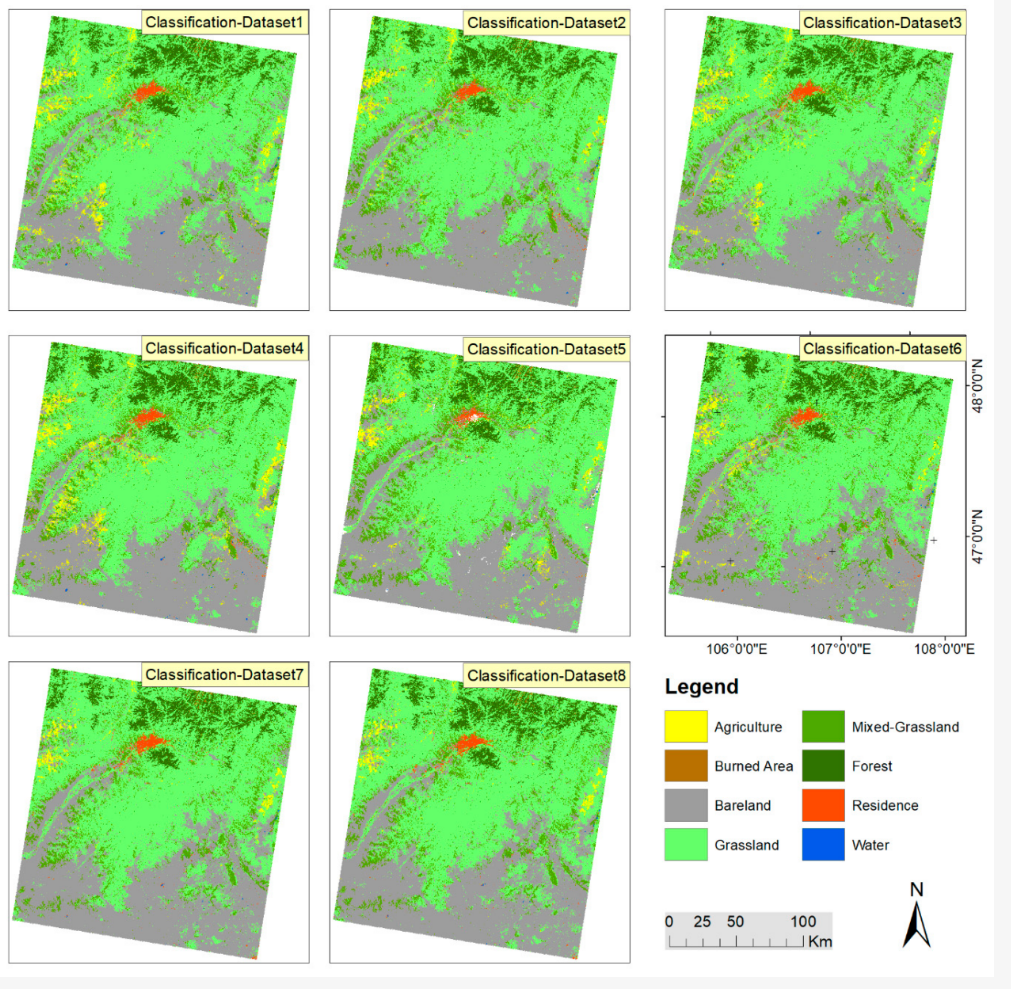 Classification-Dataset1
Classification-Dataset2
Classification-Dataset3
Classification-Dataset4
Classification-Dataset5
Classification-Dataset6
48°0'0"N
47°0'0"N
106°0'0"E 107°0'0"E 108°0'0"E
Classification-Dataset7
Classification-Dataset8
Legend
Agriculture
Mixed-Grassland
Burned Area
Forest
Bareland
Residence
Grassland
Water
N
0 25 50 100
Km